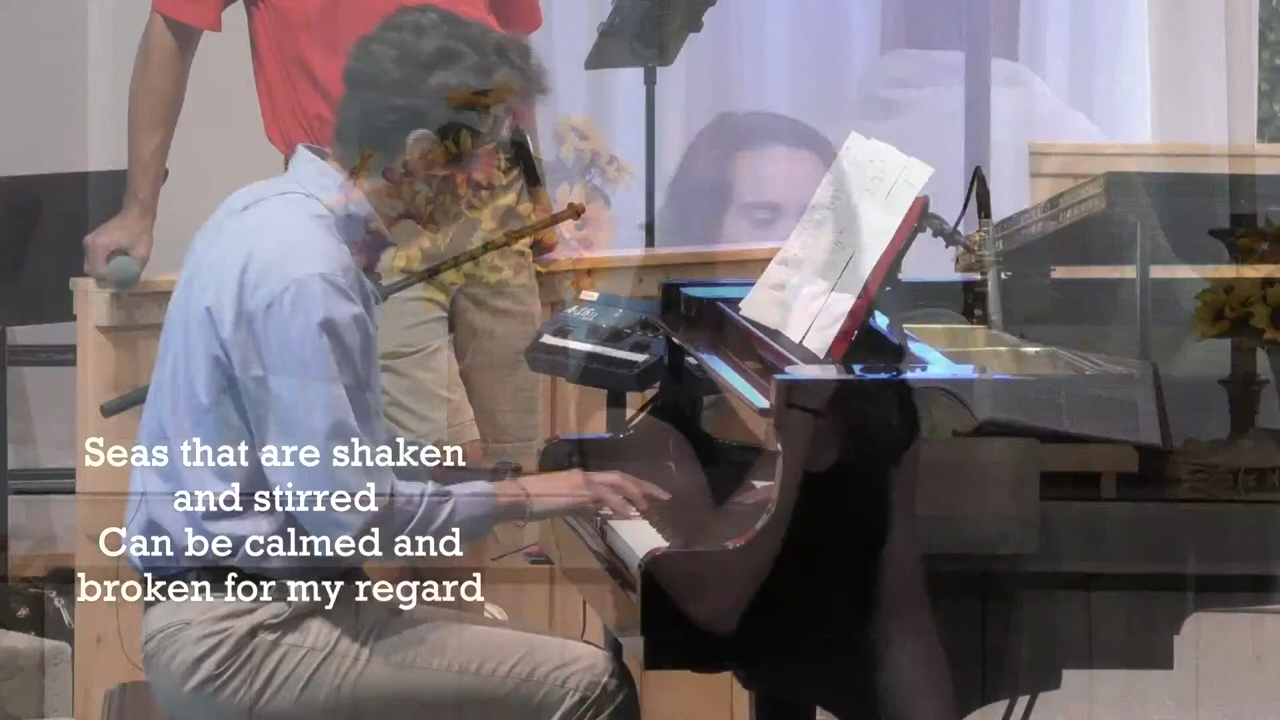 Seas that are shaken
and stirred
Can be calmed and
broken for my regard